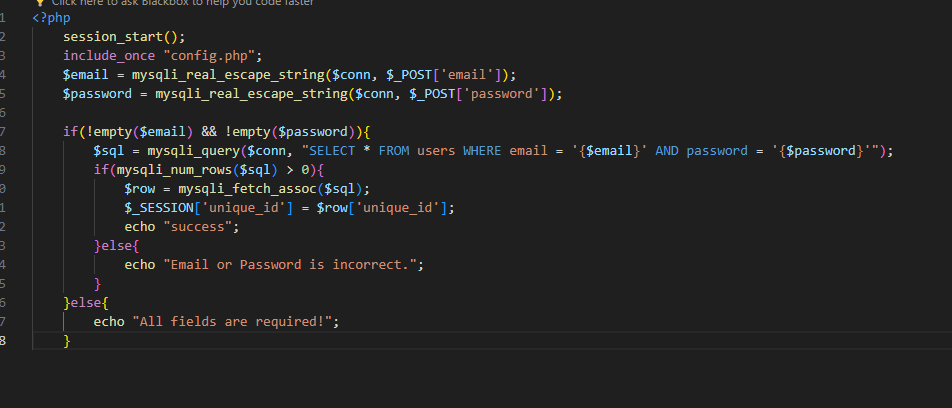 Click here to ask Blackbox to help you code faster
1 <?php
2 session_start();
3 include_once "config.php";
4 $email = mysqli_real_escape_string($conn, $_POST['email']);
5 $password = mysqli_real_escape_string($conn, $_POST['password']);
6
7 if(!empty($email) && !empty($password)){
8 $sql = mysqli_query($conn, "SELECT * FROM users WHERE email = '{$email}' AND password = '{$password}'");
9 if(mysqli_num_rows($sql) > 0){
0 $row = mysqli_fetch_assoc($sql);
1 $_SESSION['unique_id'] = $row['unique_id'];
2 echo "success";
3 }else{
4 echo "Email or Password is incorrect.";
5 }
6 }else{
7 echo "All fields are required!";
8 }